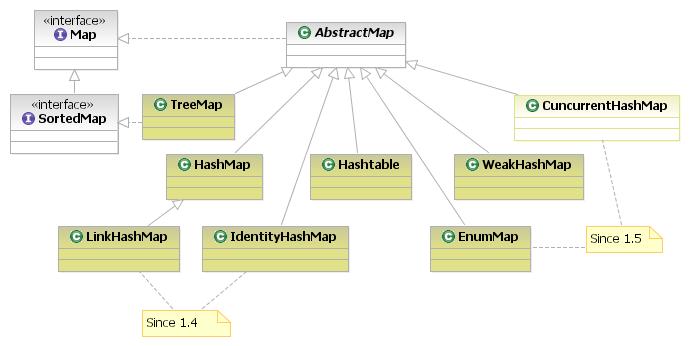 «interface»
Map
AbstractMap
«interface»
SortedMap
TreeMap
CuncurrentHashMap
HashMap
Hashtable
WeakHashMap
LinkHashMap
IdentityHashMap
EnumMap
Since 1.5
Since 1.4